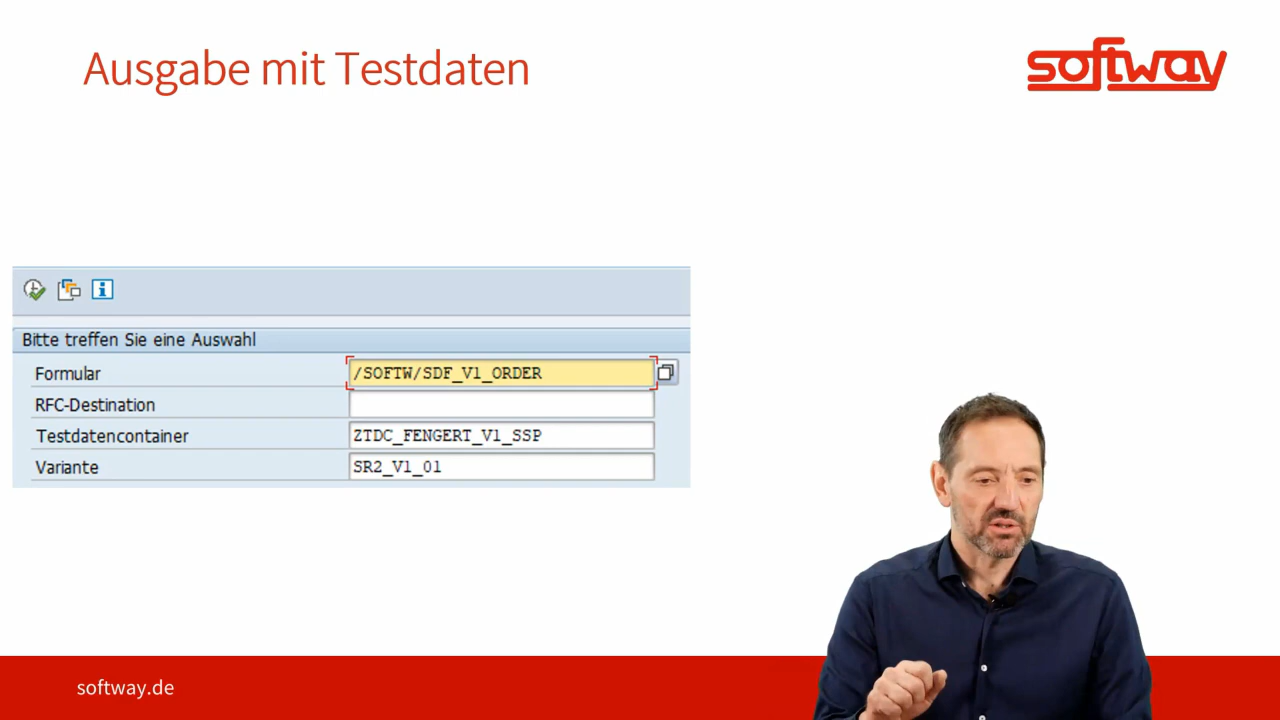 Ausgabe mit Testdaten
softway
Bitte treffen Sie eine Auswahl
Formular /SOFTW/SDF_V1_ORDER
RFC-Destination
Testdatencontainer ZTDC_FENGERT_V1_SSP
Variante SR2_V1_01
softway.de